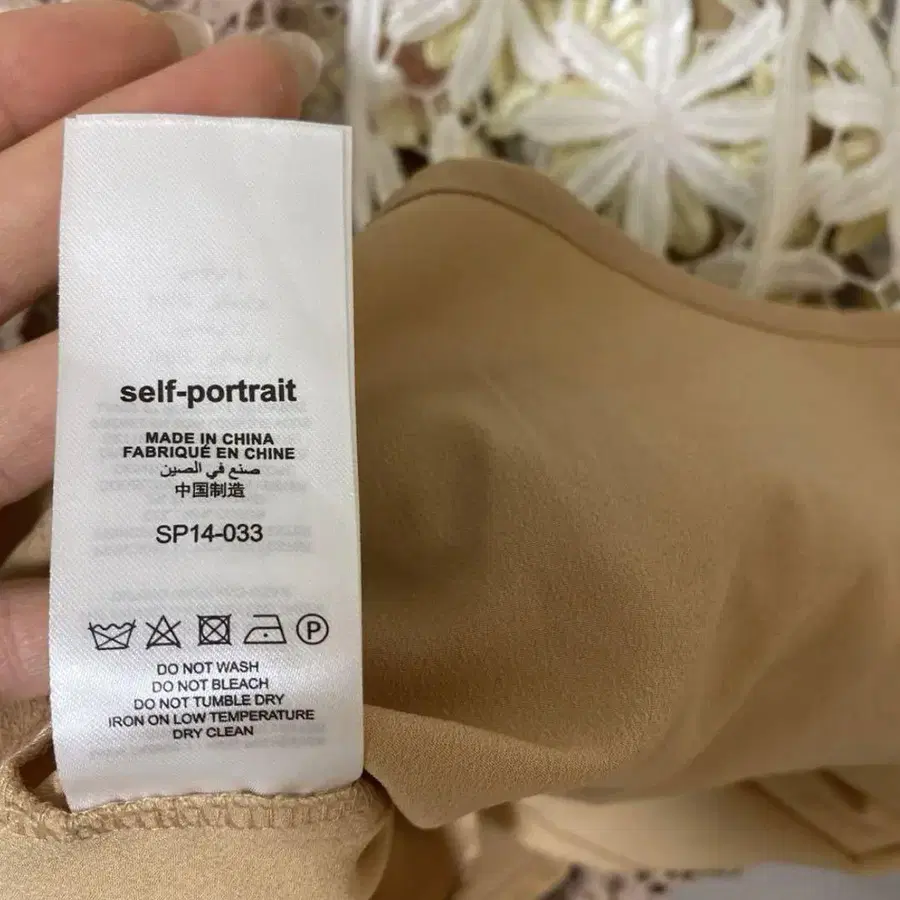 self-portrait
MADE IN CHINA
FABRIQUÉ EN CHINE
صنع في الصين
中国制造
SP14-033
P
DO NOT WASH
DO NOT BLEACH
DO NOT TUMBLE DRY
IRON ON LOW TEMPERATURE
DRY CLEAN